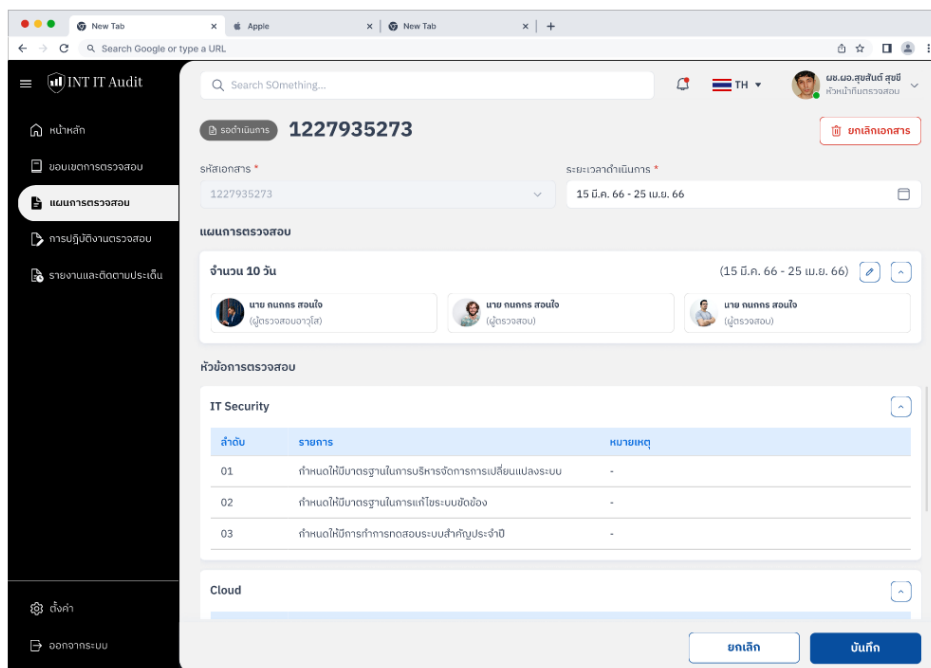 New Tab
Apple
New Tab
Search Google or type a URL
INT IT Audit
Search SOmething...
TH
ผช.ผอ.สุขสันต์ สุขขี
หัวหน้าทีมตรวจสอบ
หน้าหลัก
ขอบเขตการตรวจสอบ
แผนการตรวจสอบ
การปฏิบัติงานตรวจสอบ
รายงานและติดตามประเด็น
ตั้งค่า
ออกจากระบบ
รอดำเนินการ
1227935273
ยกเลิกเอกสาร
รหัสเอกสาร *
ระยะเวลาดำเนินการ *
1227935273
15 มี.ค. 66 - 25 เม.ย. 66
แผนการตรวจสอบ
จำนวน 10 วัน
(15 มี.ค. 66 - 25 เม.ย. 66)
นาย กนกกร สอนใจ
(ผู้ตรวจสอบอาวุโส)
นาย กนกกร สอนใจ
(ผู้ตรวจสอบ)
นาย กนกกร สอนใจ
(ผู้ตรวจสอบ)
หัวข้อการตรวจสอบ
IT Security
ลำดับ รายการ หมายเหตุ
01 กำหนดให้มีมาตรฐานในการบริหารจัดการการเปลี่ยนแปลงระบบ -
02 กำหนดให้มีมาตรฐานในการแก้ไขระบบขัดข้อง -
03 กำหนดให้มีการทำการทดสอบระบบสำคัญประจำปี -
Cloud
ยกเลิก
บันทึก